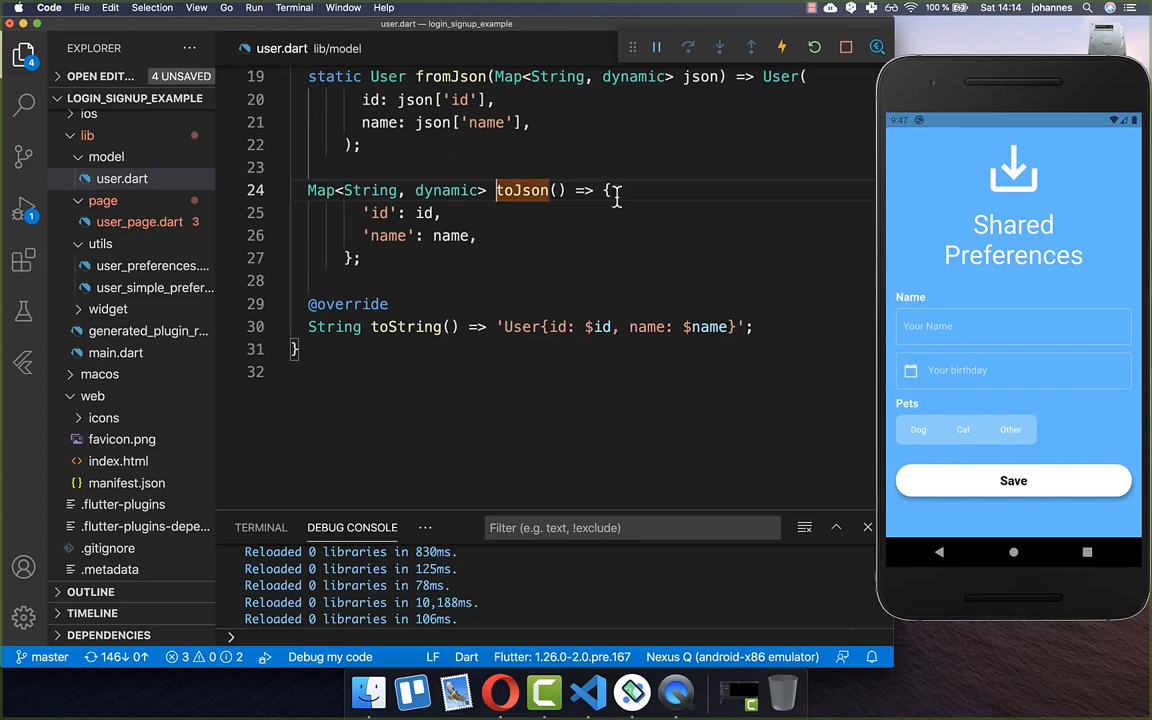 Code File Edit Selection View Go Run Terminal Window Help 100 % Sat 14:14 johannes
user.dart — login_signup_example
EXPLORER
OPEN EDIT... 4 UNSAVED
LOGIN_SIGNUP_EXAMPLE
ios
lib
model
user.dart
page
user_page.dart 3
utils
user_preferences....
user_simple_prefer...
widget
generated_plugin_r...
main.dart
macos
web
icons
favicon.png
index.html
manifest.json
.flutter-plugins
.flutter-plugins-depe...
.gitignore
.metadata
OUTLINE
TIMELINE
DEPENDENCIES
4
1
user.dart lib/model
19 static User fromJson(Map<String, dynamic> json) => User(
20 id: json['id'],
21 name: json['name'],
22 );
23
24 Map<String, dynamic> toJson() => {
25 'id': id,
26 'name': name,
27 };
28
29 @override
30 String toString() => 'User{id: $id, name: $name}';
31 }
32
TERMINAL DEBUG CONSOLE ... Filter (e.g. text, !exclude)
Reloaded 0 libraries in 830ms.
Reloaded 0 libraries in 125ms.
Reloaded 0 libraries in 78ms.
Reloaded 0 libraries in 10,188ms.
Reloaded 0 libraries in 106ms.
master 146↓ 0↑ 3 0 2 Debug my code LF Dart Flutter: 1.26.0-2.0.pre.167 Nexus Q (android-x86 emulator)
9:47
Shared
Preferences
Name
Your Name
Your birthday
Pets
Dog Cat Other
Save